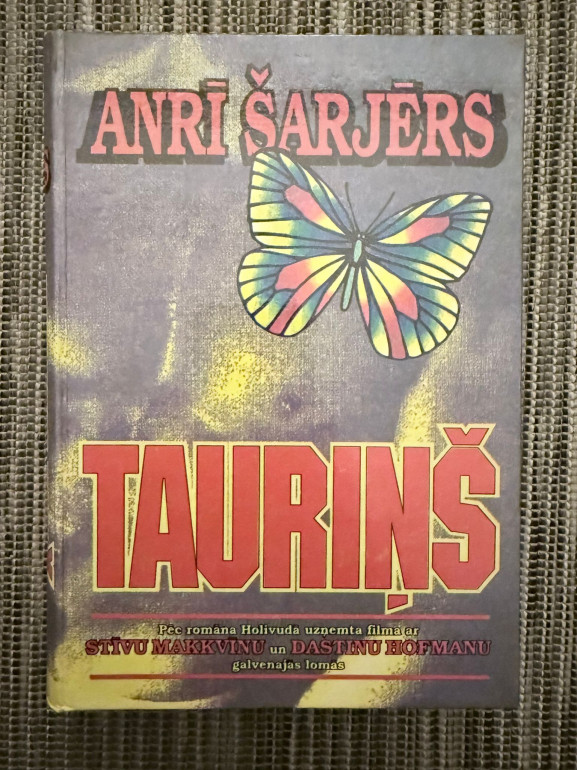 ANRĪ ŠARJĒRS
TAURIŅŠ
Pēc romāna Holivudā uzņemta filma ar
STĪVU MAKKVĪNU un DASTINU HOFMANU
galvenajās lomās